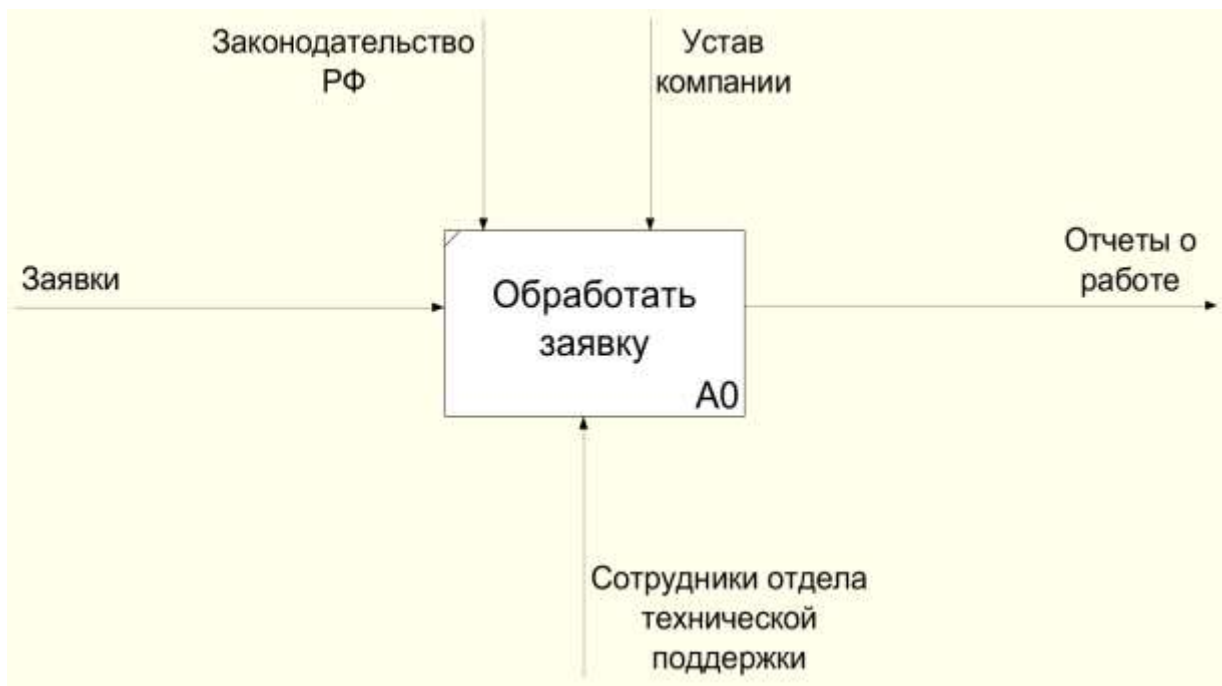 Законодательство
РФ
Устав
компании
Заявки
Обработать
заявку
A0
Отчеты о
работе
Сотрудники отдела
технической
поддержки